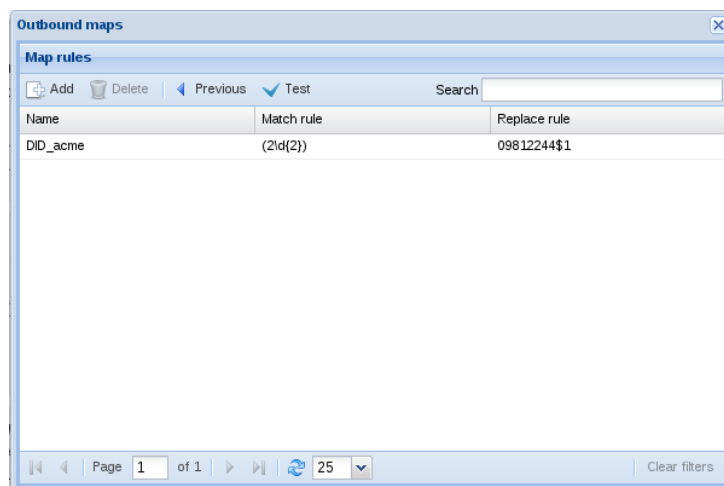 Outbound maps
Map rules
Add Delete Previous Test Search
Name Match rule Replace rule
DID_acme (2\d{2}) 09812244$1
Page 1 of 1 25 Clear filters